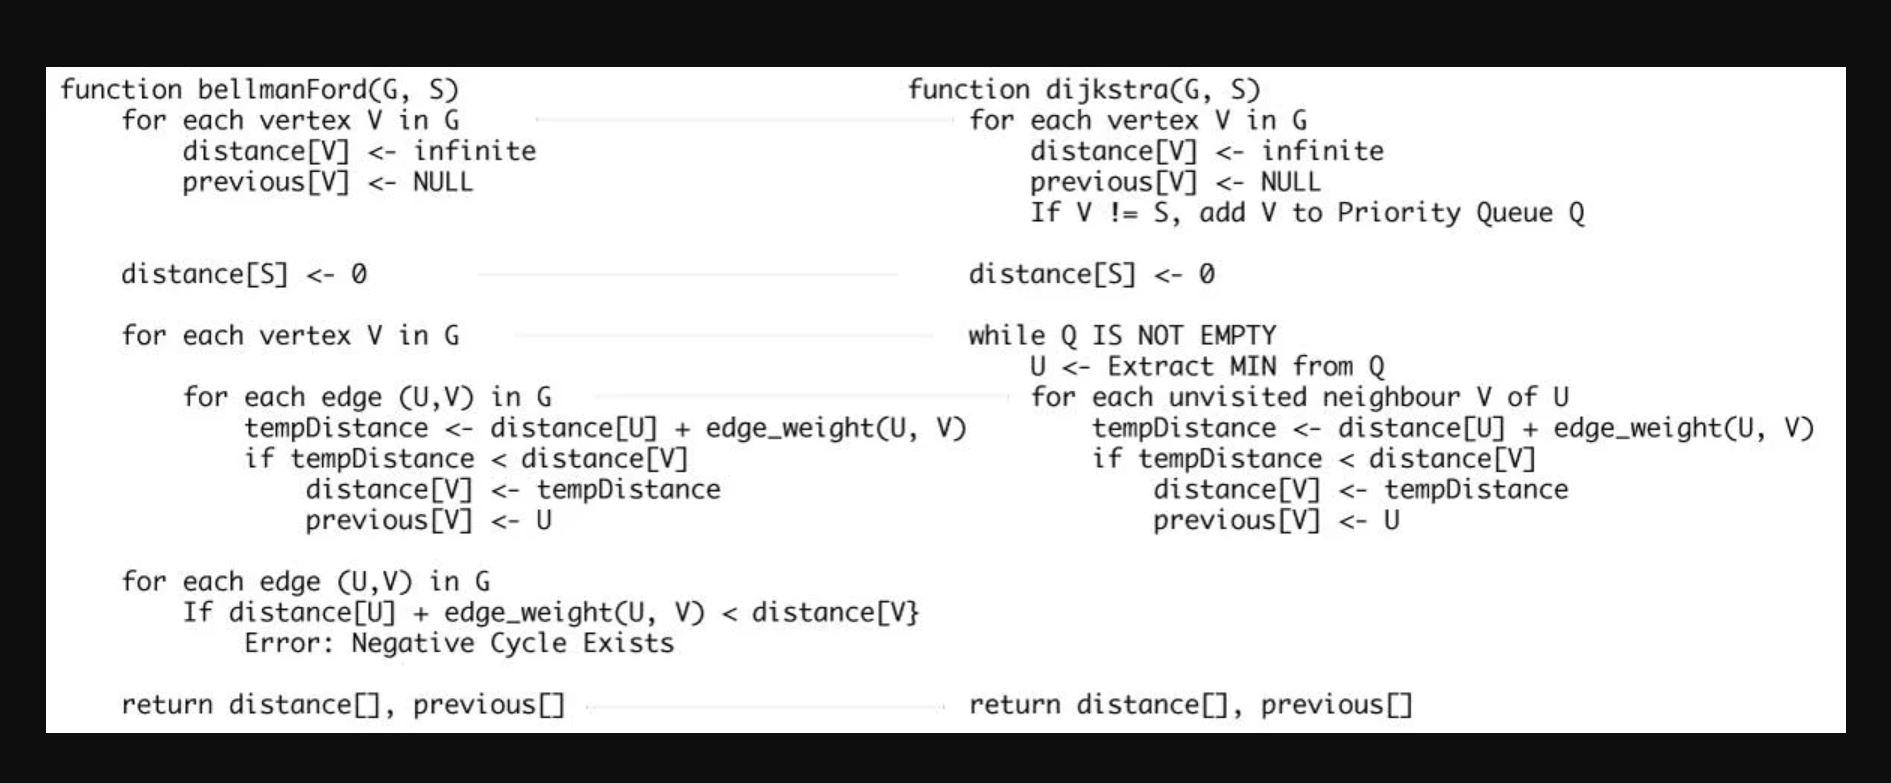 function bellmanFord(G, S)
    for each vertex V in G
        distance[V] <- infinite
        previous[V] <- NULL

    distance[S] <- 0

    for each vertex V in G

        for each edge (U,V) in G
            tempDistance <- distance[U] + edge_weight(U, V)
            if tempDistance < distance[V]
                distance[V] <- tempDistance
                previous[V] <- U

    for each edge (U,V) in G
        If distance[U] + edge_weight(U, V) < distance[V}
            Error: Negative Cycle Exists

    return distance[], previous[]

function dijkstra(G, S)
    for each vertex V in G
        distance[V] <- infinite
        previous[V] <- NULL
        If V != S, add V to Priority Queue Q

    distance[S] <- 0

    while Q IS NOT EMPTY
        U <- Extract MIN from Q
        for each unvisited neighbour V of U
            tempDistance <- distance[U] + edge_weight(U, V)
            if tempDistance < distance[V]
                distance[V] <- tempDistance
                previous[V] <- U

    return distance[], previous[]